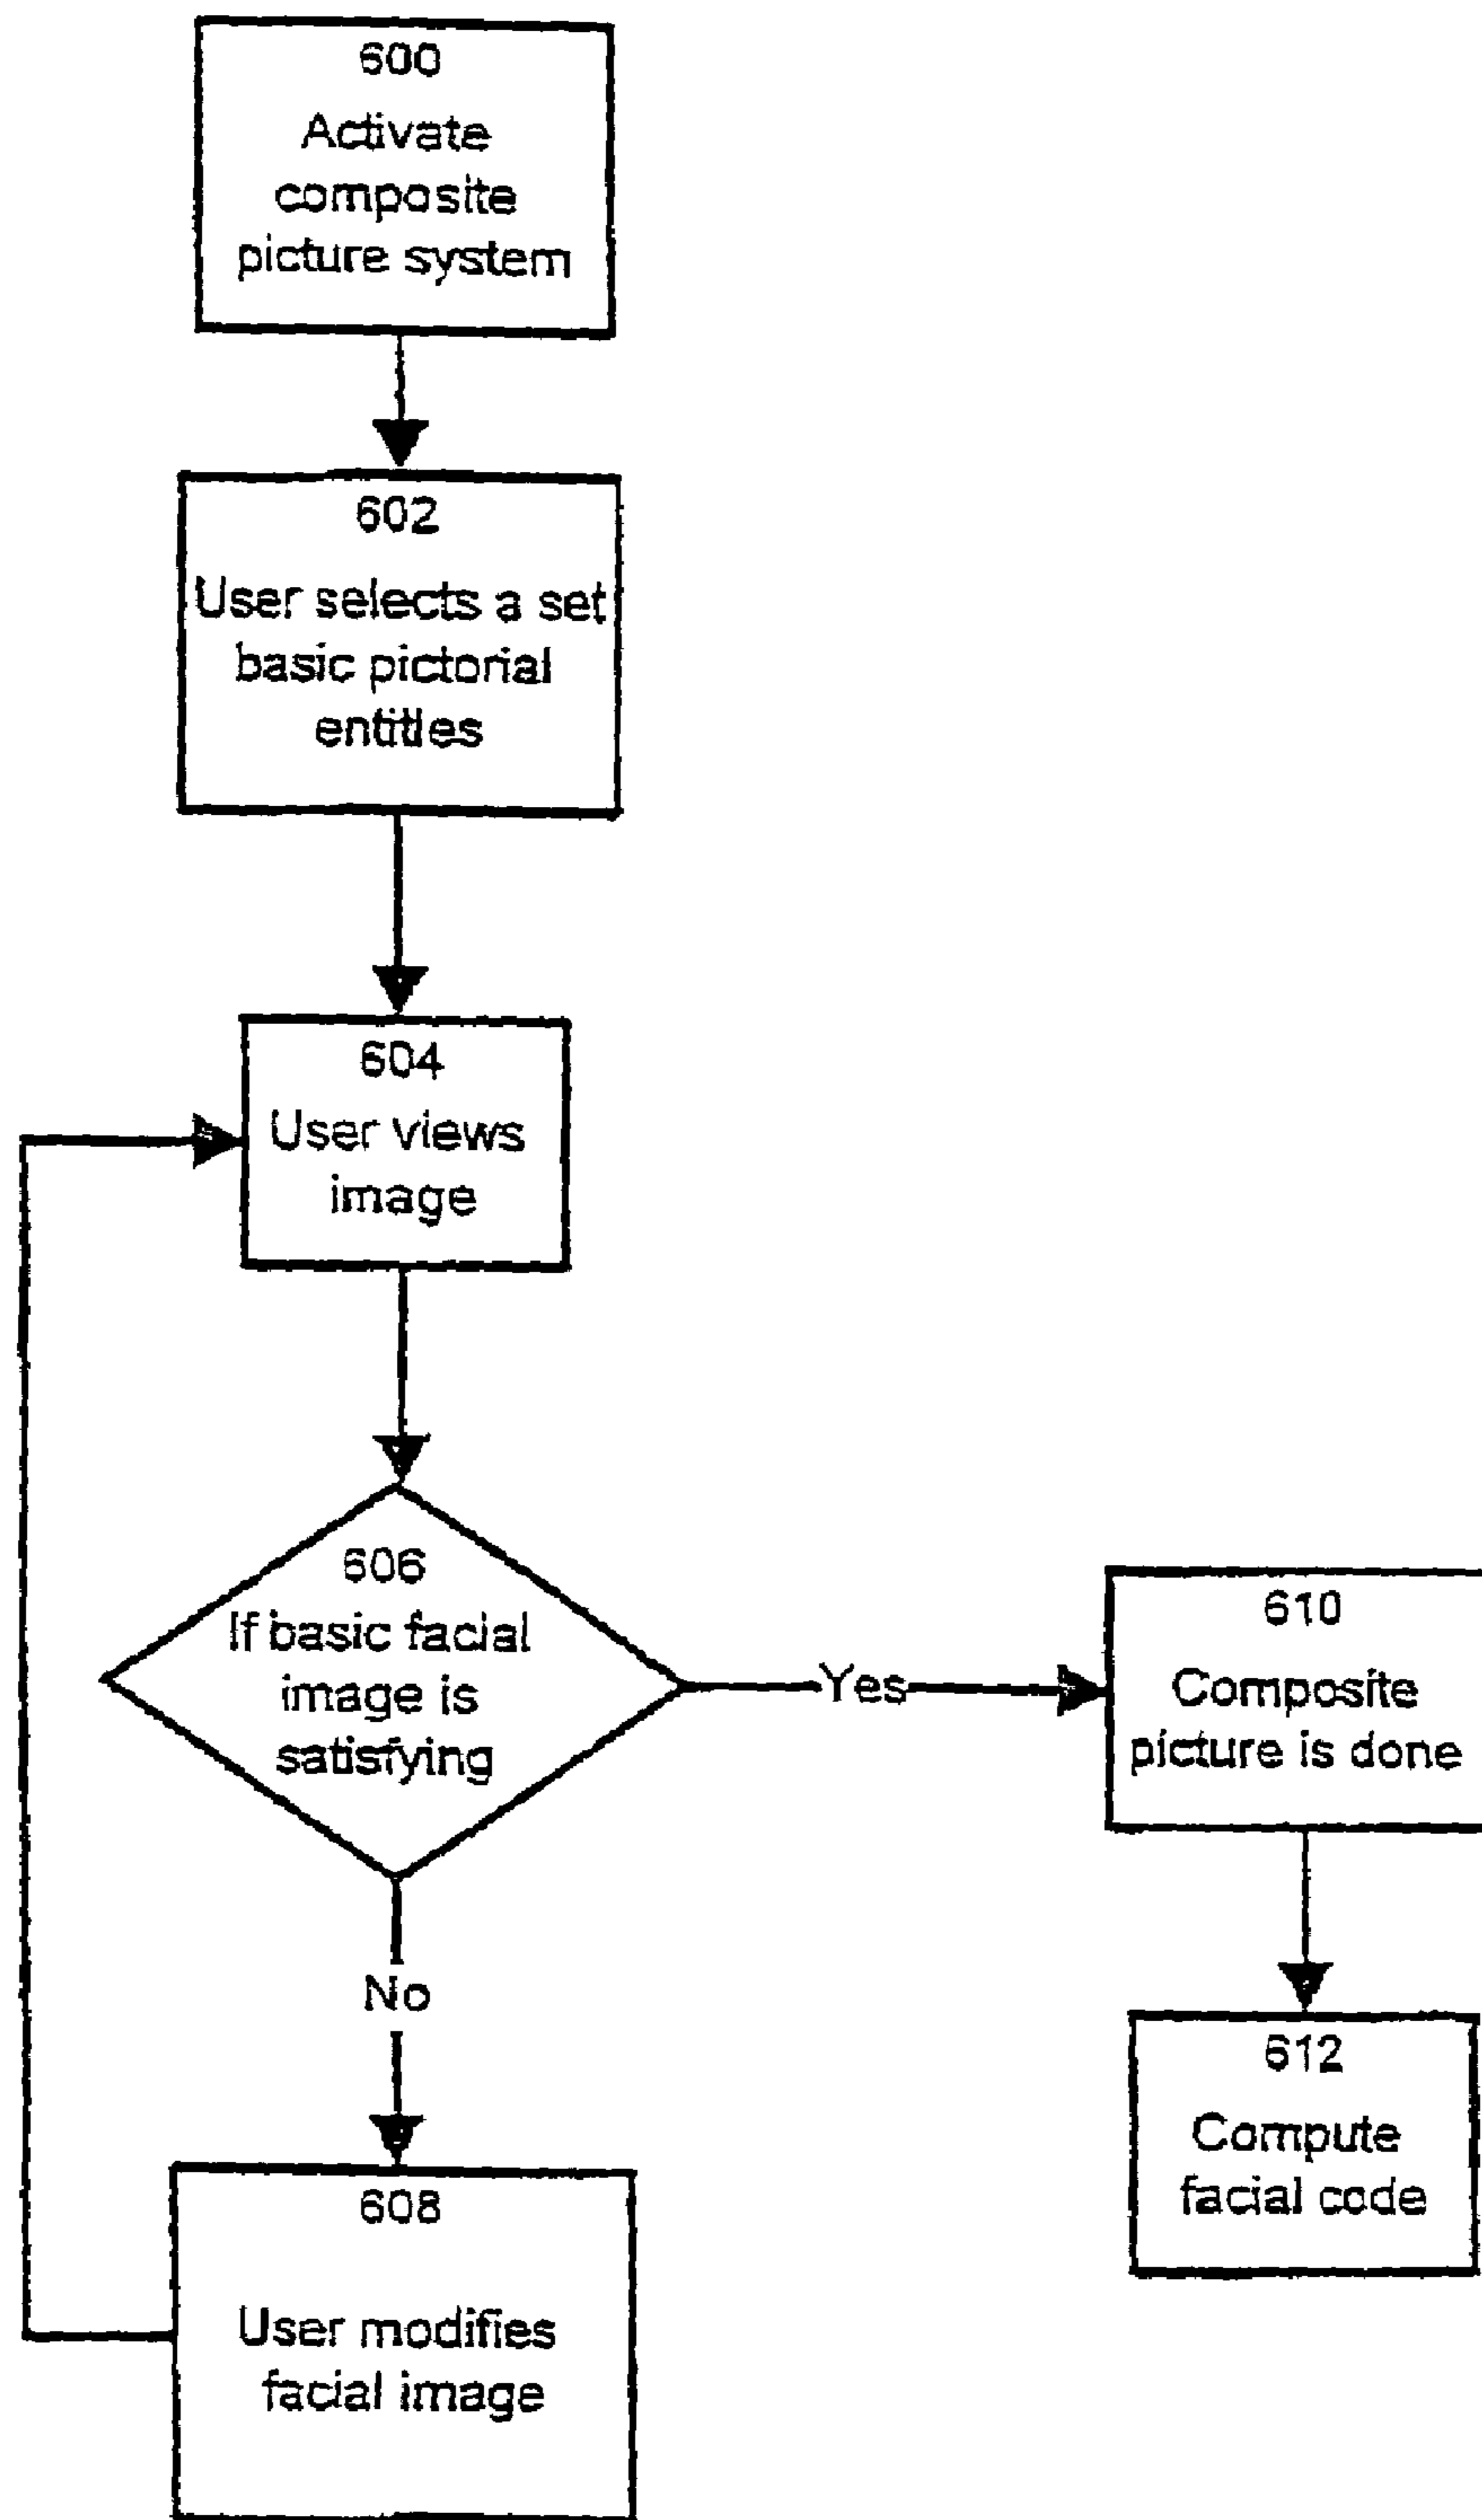 600
Activate
composite
picture system
602
User selects a set
basic pictorial
entities
604
User views
image
606
If basic facial
image is
satisfying
Yes
610
Composite
picture is done
No
612
Compute
facial code
608
User modifies
facial image